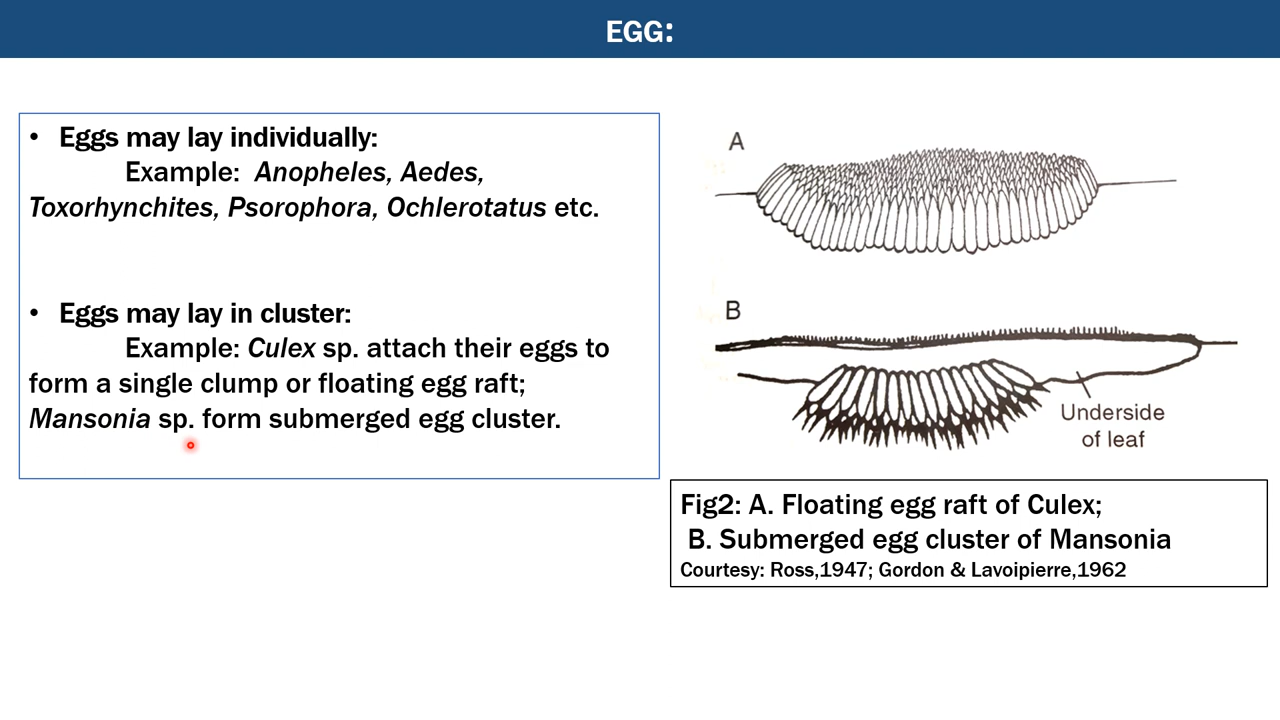 EGG:
• Eggs may lay individually:
Example: Anopheles, Aedes,
Toxorhynchites, Psorophora, Ochlerotatus etc.
• Eggs may lay in cluster:
Example: Culex sp. attach their eggs to
form a single clump or floating egg raft;
Mansonia sp. form submerged egg cluster.
A
B
Underside
of leaf
Fig2: A. Floating egg raft of Culex;
B. Submerged egg cluster of Mansonia
Courtesy: Ross,1947; Gordon & Lavoipierre,1962